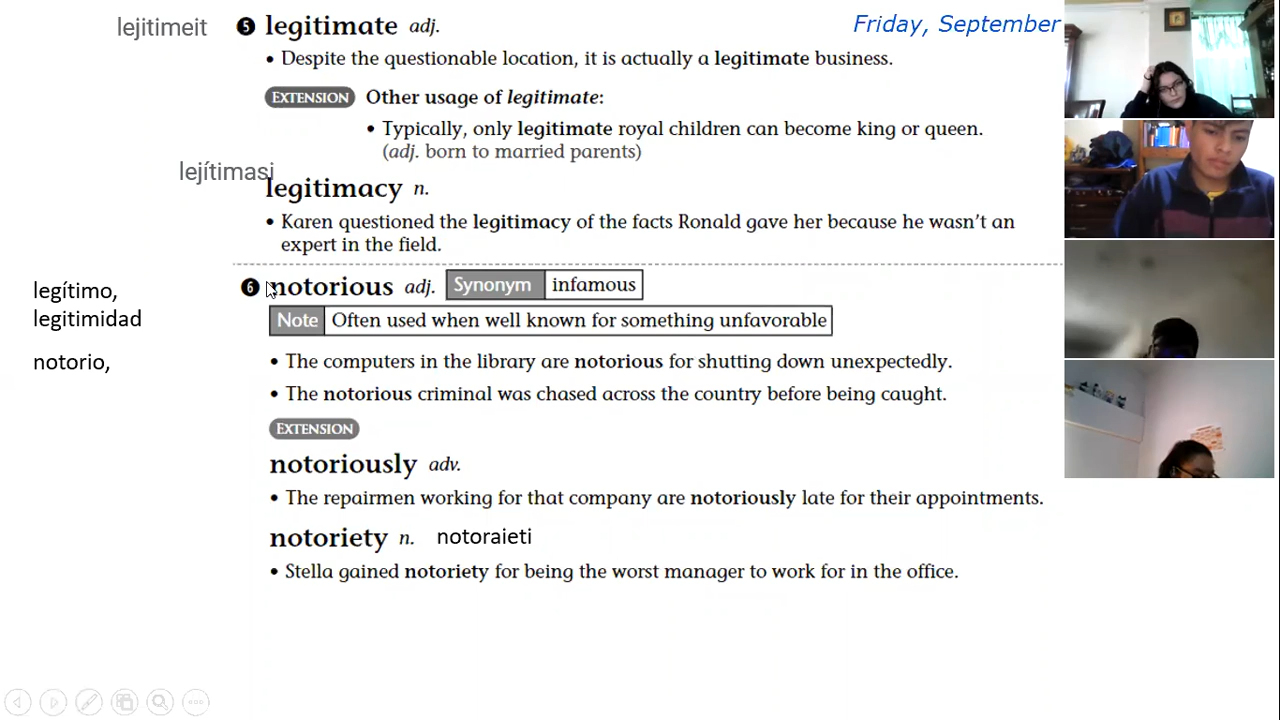 lejitimeit
❺ legitimate adj.
Friday, September
• Despite the questionable location, it is actually a legitimate business.
EXTENSION Other usage of legitimate:
• Typically, only legitimate royal children can become king or queen.
(adj. born to married parents)
lejítimasi
legitimacy n.
• Karen questioned the legitimacy of the facts Ronald gave her because he wasn't an
expert in the field.
❻ notorious adj. Synonym infamous
legítimo,
legitimidad
Note Often used when well known for something unfavorable
notorio,
• The computers in the library are notorious for shutting down unexpectedly.
• The notorious criminal was chased across the country before being caught.
EXTENSION
notoriously adv.
• The repairmen working for that company are notoriously late for their appointments.
notoriety n. notoraieti
• Stella gained notoriety for being the worst manager to work for in the office.